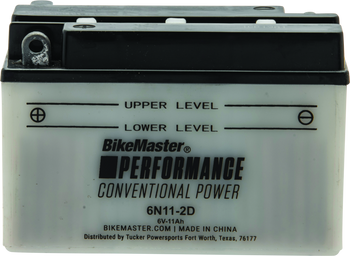 UPPER LEVEL
LOWER LEVEL
BikeMaster
PERFORMANCE
CONVENTIONAL POWER
6N11-2D
6V-11Ah
BIKEMASTER.COM ■ MADE IN CHINA
Distributed by Tucker Powersports Fort Worth, Texas, 76177